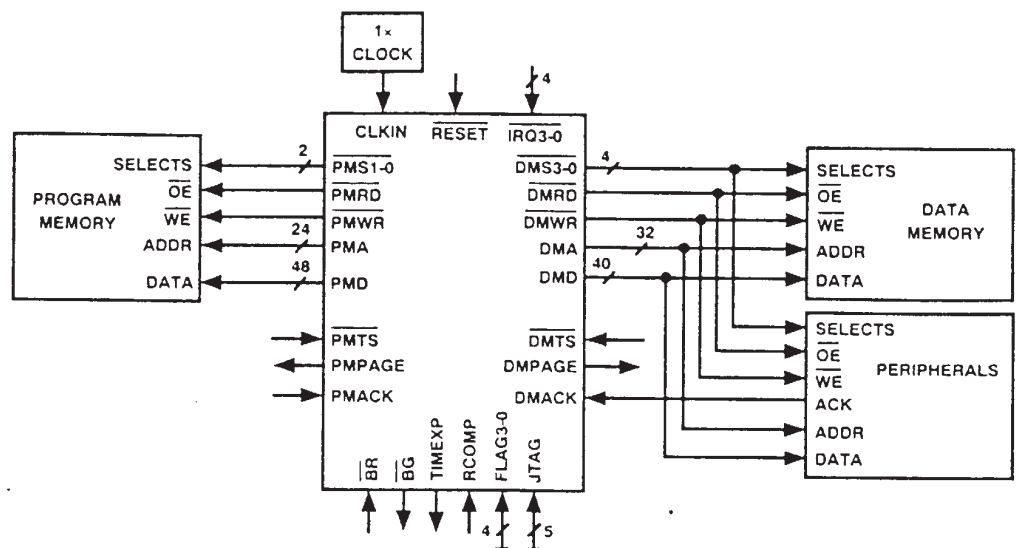 1×
CLOCK
4
CLKIN
RESET
IRQ3-0
PROGRAM
MEMORY
SELECTS
OE
WE
ADDR
DATA
2
24
48
PMS1-0
PMRD
PMWR
PMA
PMD
PMTS
PMPAGE
PMACK
DMS3-0
DMRD
DMWR
DMA
DMD
DMTS
DMPAGE
DMACK
4
32
40
SELECTS
OE
WE
ADDR
DATA
DATA
MEMORY
SELECTS
OE
WE
ACK
ADDR
DATA
PERIPHERALS
BR
BG
TIMEXP
RCOMP
FLAG3-0
JTAG
4
5